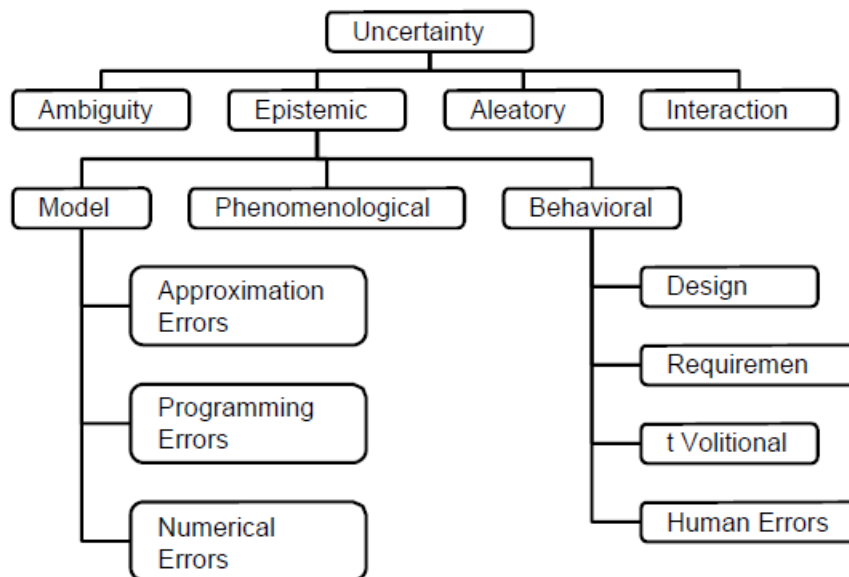 Uncertainty
Ambiguity
Epistemic
Aleatory
Interaction
Model
Phenomenological
Behavioral
Approximation
Errors
Programming
Errors
Numerical
Errors
Design
Requiremen
t Volitional
Human Errors